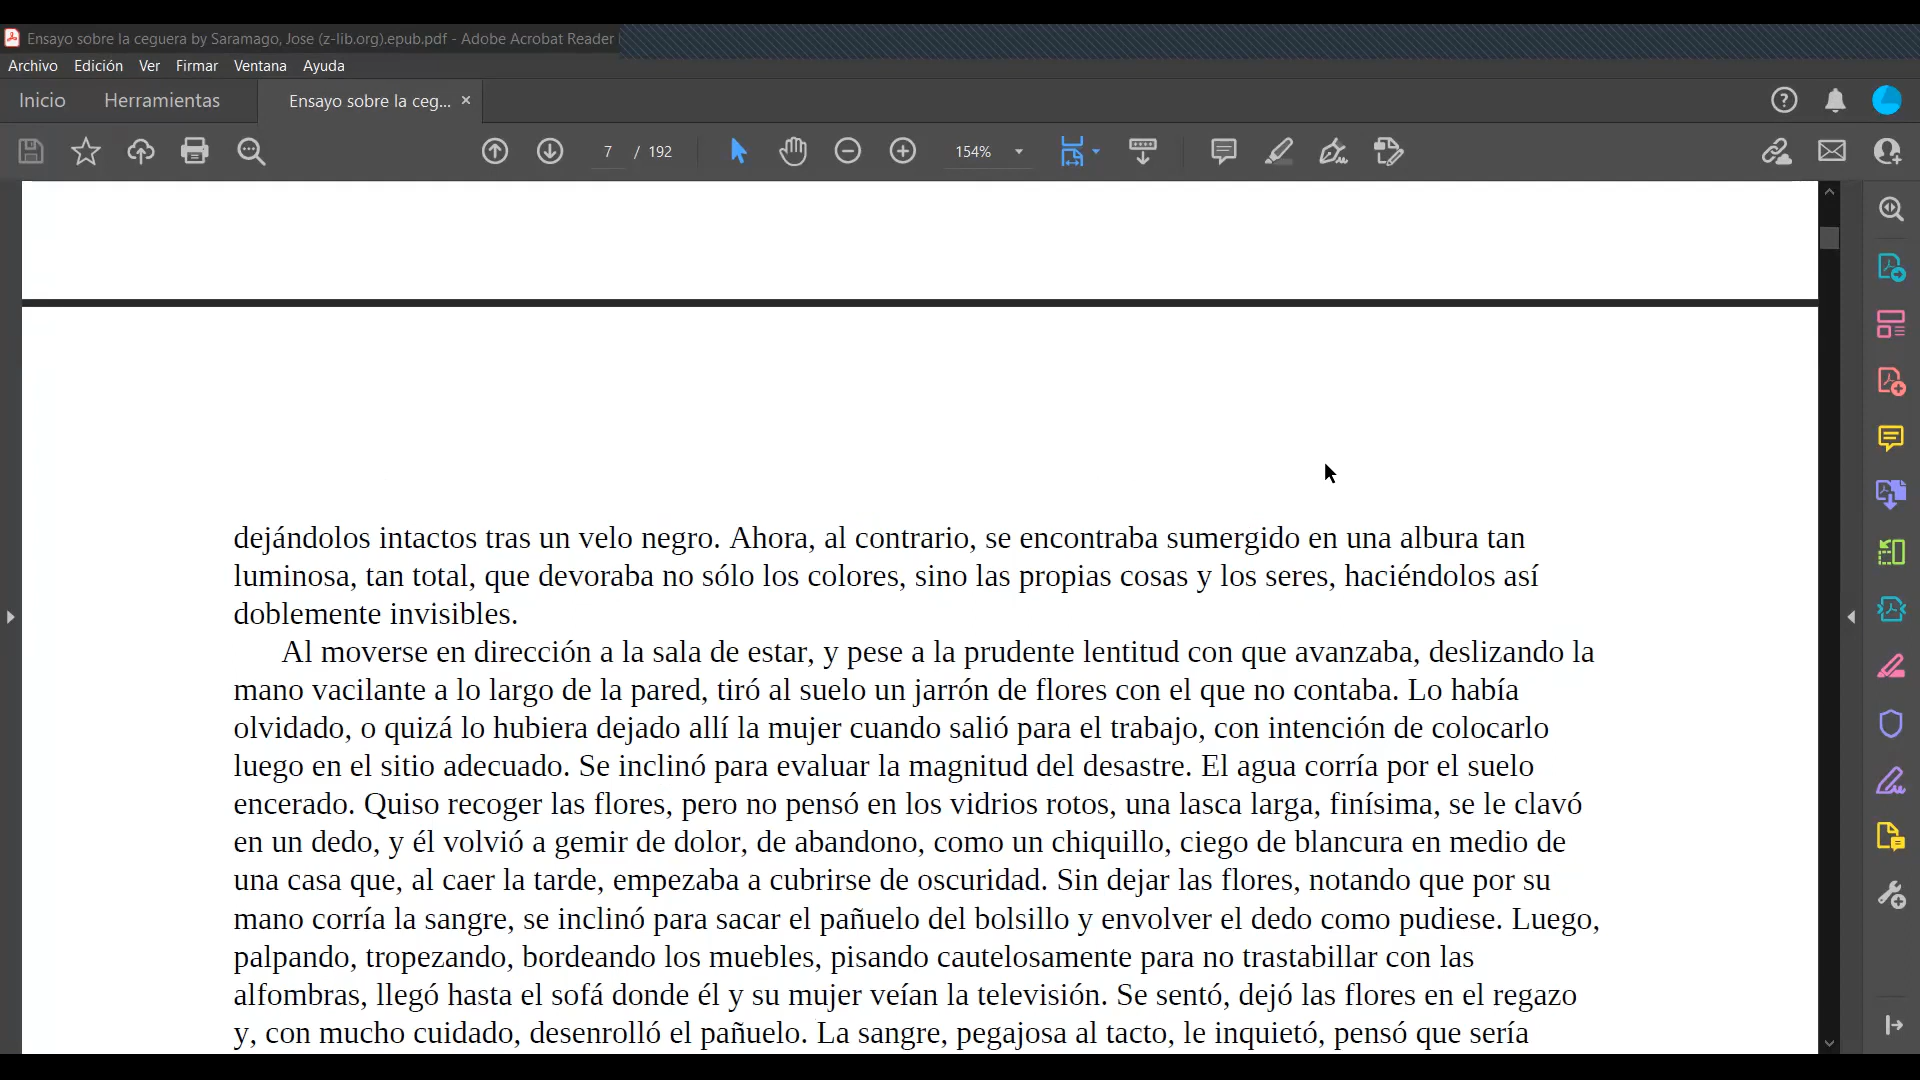 Ensayo sobre la ceguera by Saramago, Jose (z-lib.org).epub.pdf - Adobe Acrobat Reader
Archivo Edición Ver Firmar Ventana Ayuda
Inicio Herramientas Ensayo sobre la ceg... ×
7 / 192 154%
dejándolos intactos tras un velo negro. Ahora, al contrario, se encontraba sumergido en una albura tan
luminosa, tan total, que devoraba no sólo los colores, sino las propias cosas y los seres, haciéndolos así
doblemente invisibles.
Al moverse en dirección a la sala de estar, y pese a la prudente lentitud con que avanzaba, deslizando la
mano vacilante a lo largo de la pared, tiró al suelo un jarrón de flores con el que no contaba. Lo había
olvidado, o quizá lo hubiera dejado allí la mujer cuando salió para el trabajo, con intención de colocarlo
luego en el sitio adecuado. Se inclinó para evaluar la magnitud del desastre. El agua corría por el suelo
encerado. Quiso recoger las flores, pero no pensó en los vidrios rotos, una lasca larga, finísima, se le clavó
en un dedo, y él volvió a gemir de dolor, de abandono, como un chiquillo, ciego de blancura en medio de
una casa que, al caer la tarde, empezaba a cubrirse de oscuridad. Sin dejar las flores, notando que por su
mano corría la sangre, se inclinó para sacar el pañuelo del bolsillo y envolver el dedo como pudiese. Luego,
palpando, tropezando, bordeando los muebles, pisando cautelosamente para no trastabillar con las
alfombras, llegó hasta el sofá donde él y su mujer veían la televisión. Se sentó, dejó las flores en el regazo
y, con mucho cuidado, desenrolló el pañuelo. La sangre, pegajosa al tacto, le inquietó, pensó que sería